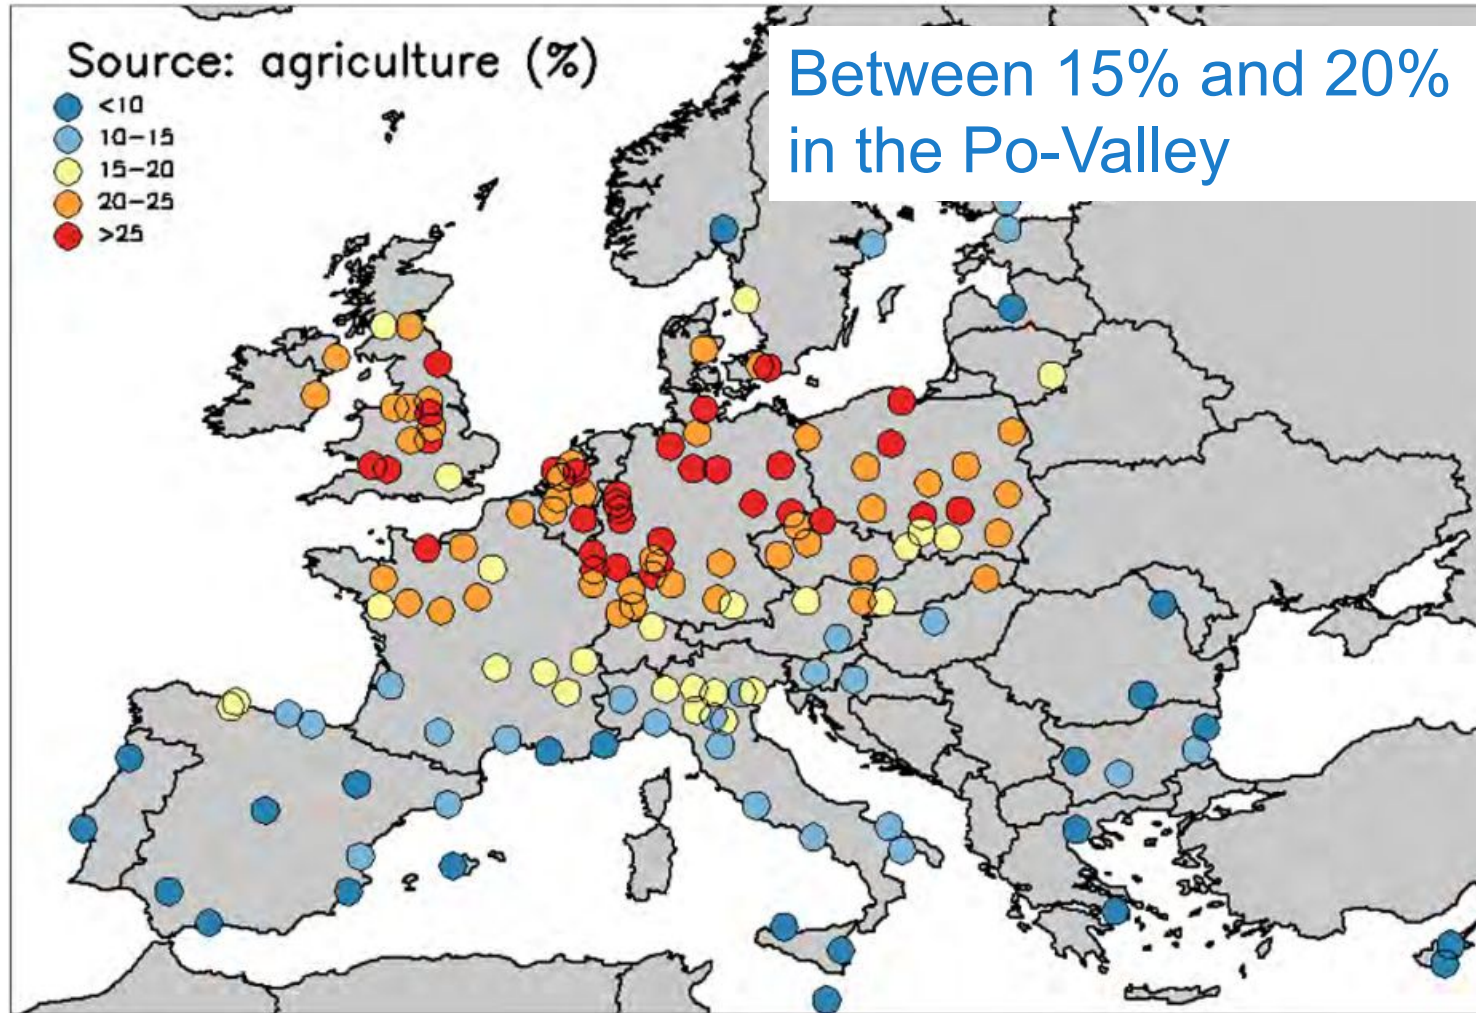 Source: agriculture (%)
<10
10-15
15-20
20-25
>25
Between 15% and 20%
in the Po-Valley